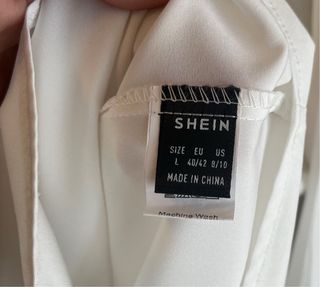 SHEIN
SIZE EU US
L 40/42 8/10
MADE IN CHINA
Machine Wash